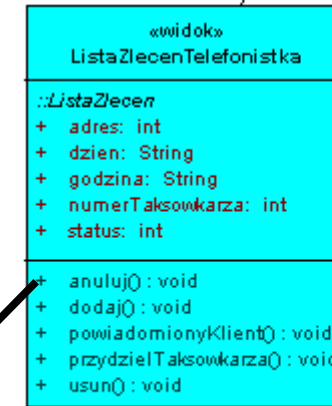 «widok»
ListaZlecenTelefonistka
::ListaZlecen
+ adres: int
+ dzien: String
+ godzina: String
+ numerTaksowkarza: int
+ status: int
+ anuluj() : void
+ dodaj() : void
+ powiadomionyKlient() : void
+ przydzielTaksowkarza() : void
+ usun() : void